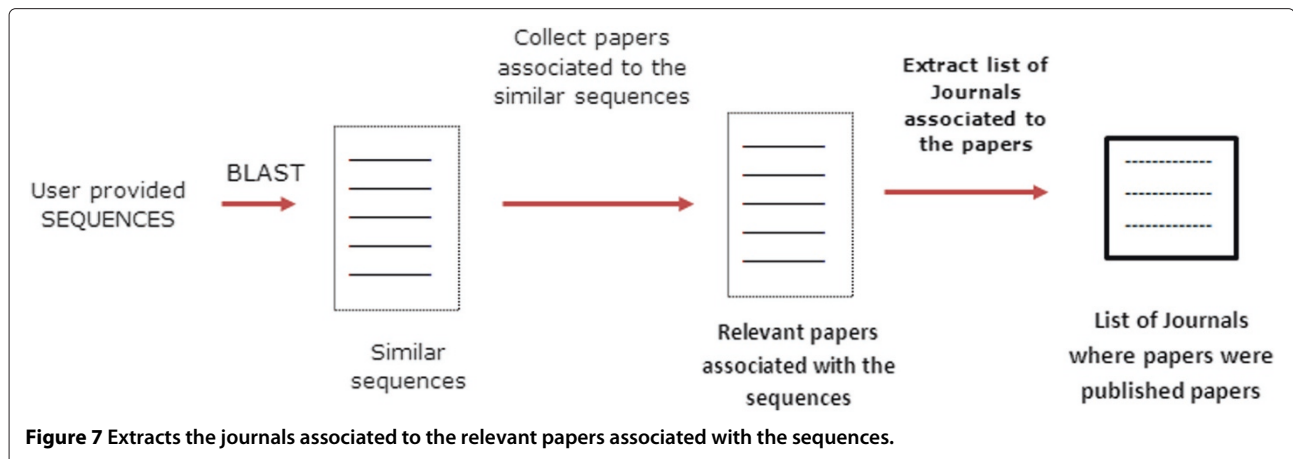 User provided
SEQUENCES
BLAST
Similar
sequences
Collect papers
associated to the
similar sequences
Relevant papers
associated with the
sequences
Extract list of
Journals
associated to
the papers
List of Journals
where papers were
published papers
Figure 7 Extracts the journals associated to the relevant papers associated with the sequences.